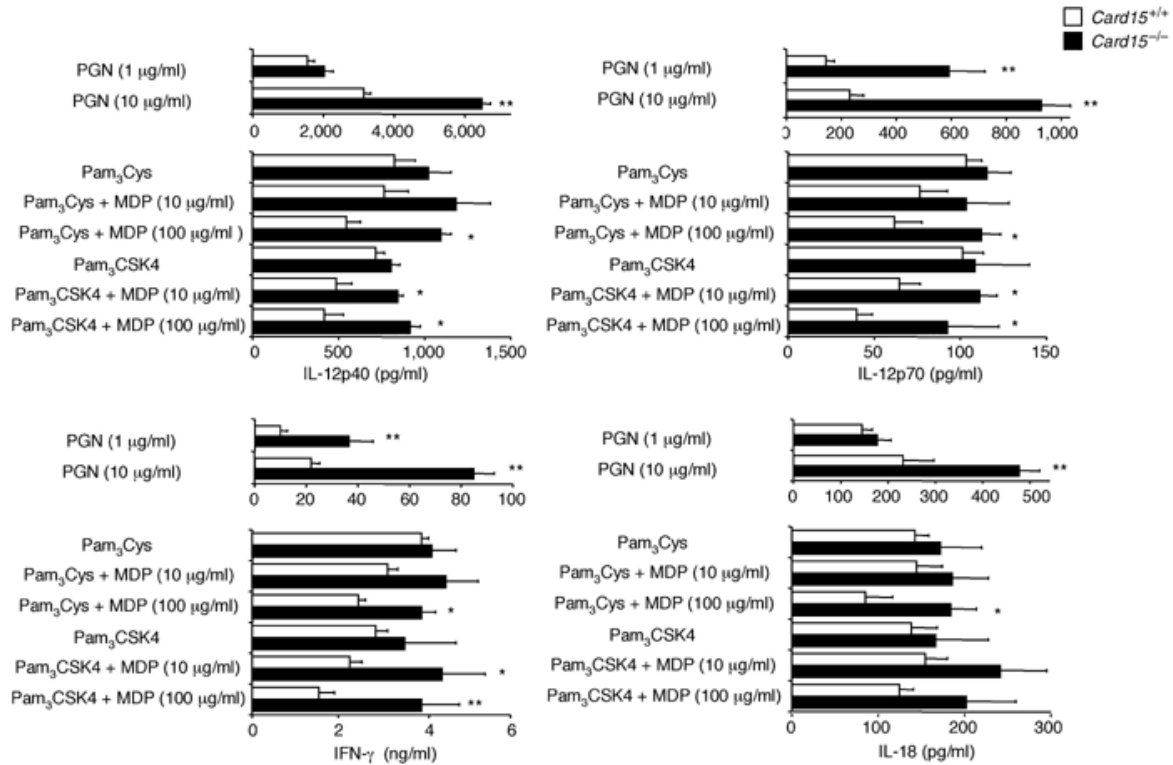 Card15+/+
Card15−/−
PGN (1 μg/ml)
PGN (10 μg/ml)
**
0 2,000 4,000 6,000
Pam3Cys
Pam3Cys + MDP (10 μg/ml)
Pam3Cys + MDP (100 μg/ml )
*
Pam3CSK4
Pam3CSK4 + MDP (10 μg/ml)
*
Pam3CSK4 + MDP (100 μg/ml)
*
0 500 1,000 1,500
IL-12p40 (pg/ml)
PGN (1 μg/ml)
**
PGN (10 μg/ml)
**
0 200 400 600 800 1,000
Pam3Cys
Pam3Cys + MDP (10 μg/ml)
Pam3Cys + MDP (100 μg/ml)
*
Pam3CSK4
Pam3CSK4 + MDP (10 μg/ml)
*
Pam3CSK4 + MDP (100 μg/ml)
*
0 50 100 150
IL-12p70 (pg/ml)
PGN (1 μg/ml)
**
PGN (10 μg/ml)
**
0 20 40 60 80 100
Pam3Cys
Pam3Cys + MDP (10 μg/ml)
Pam3Cys + MDP (100 μg/ml)
*
Pam3CSK4
Pam3CSK4 + MDP (10 μg/ml)
*
Pam3CSK4 + MDP (100 μg/ml)
**
0 2 4 6
IFN-γ (ng/ml)
PGN (1 μg/ml)
PGN (10 μg/ml)
**
0 100 200 300 400 500
Pam3Cys
Pam3Cys + MDP (10 μg/ml)
Pam3Cys + MDP (100 μg/ml)
*
Pam3CSK4
Pam3CSK4 + MDP (10 μg/ml)
Pam3CSK4 + MDP (100 μg/ml)
0 100 200 300
IL-18 (pg/ml)